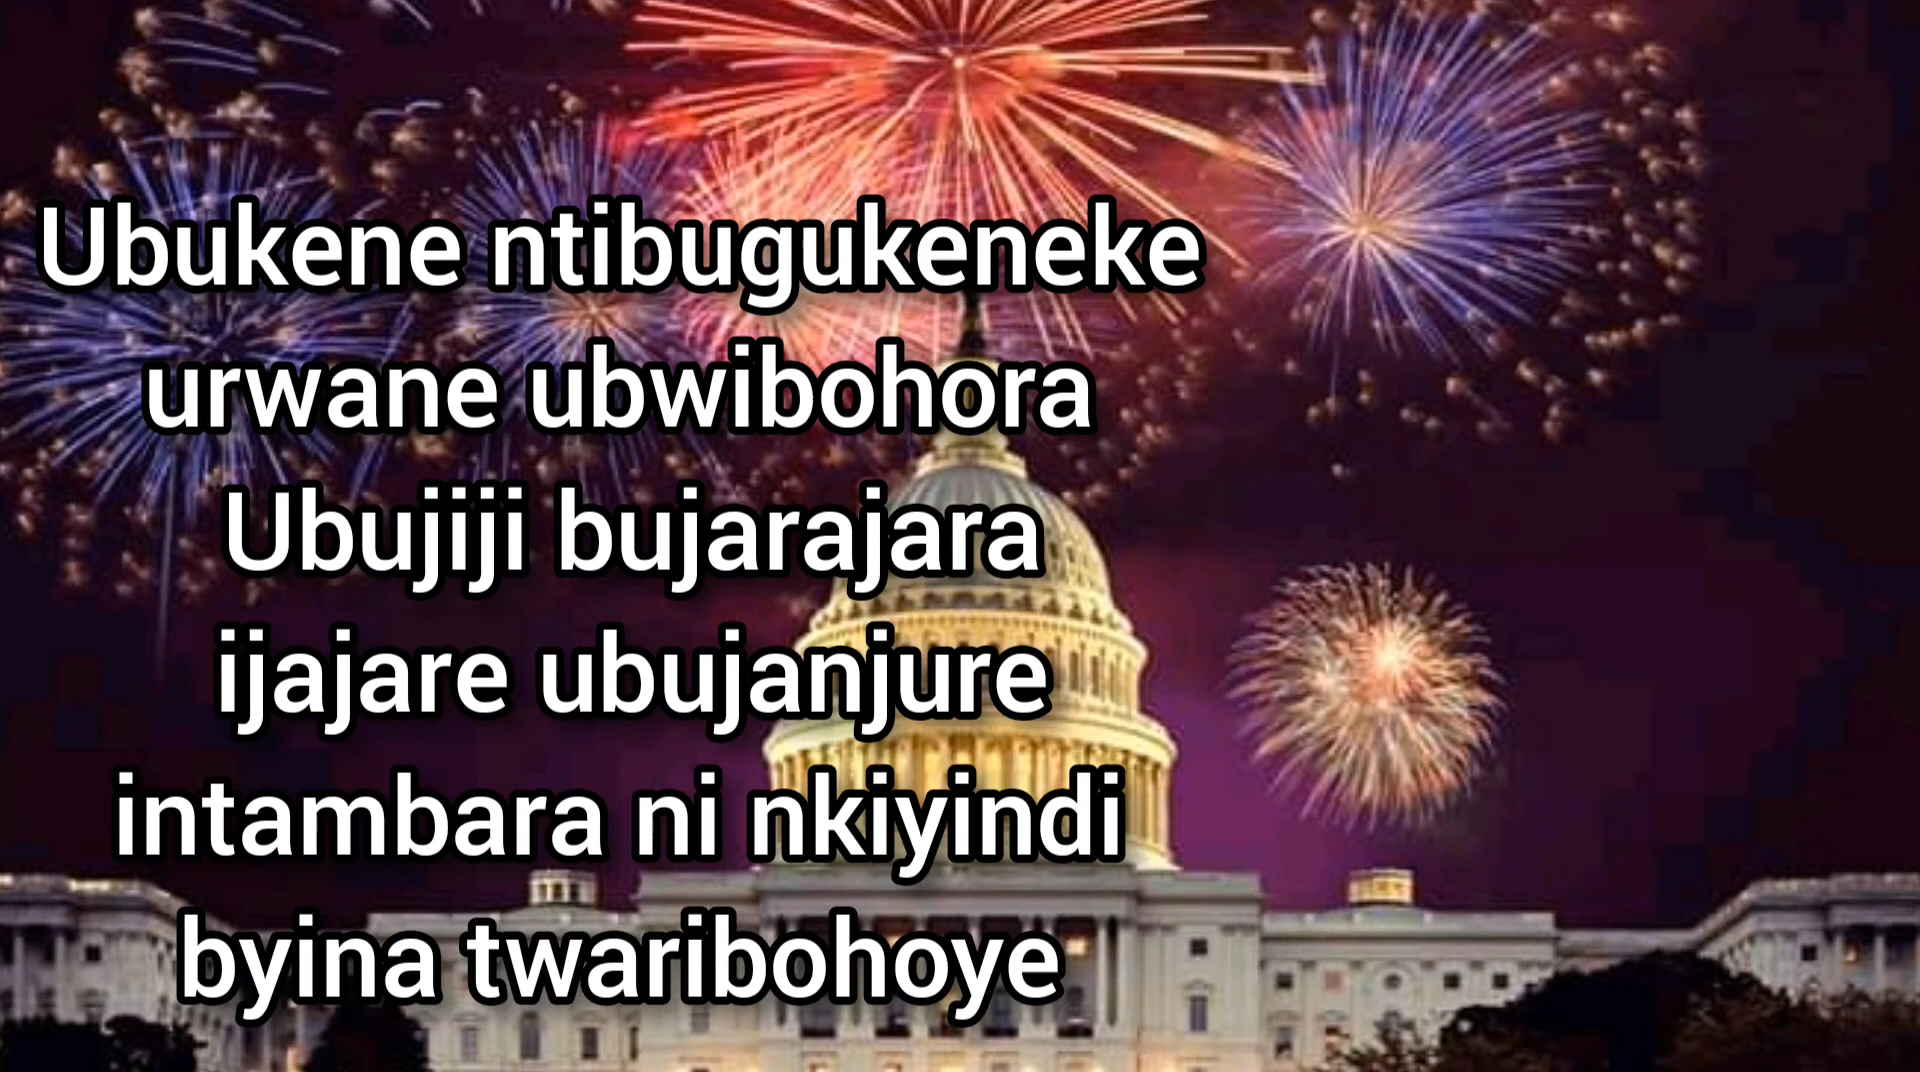 Ubukene ntibugukeneke
urwane ubwibohora
Ubujiji bujarajara
ijajare ubujanjure
intambara ni nkiyindi
byina twaribohoye